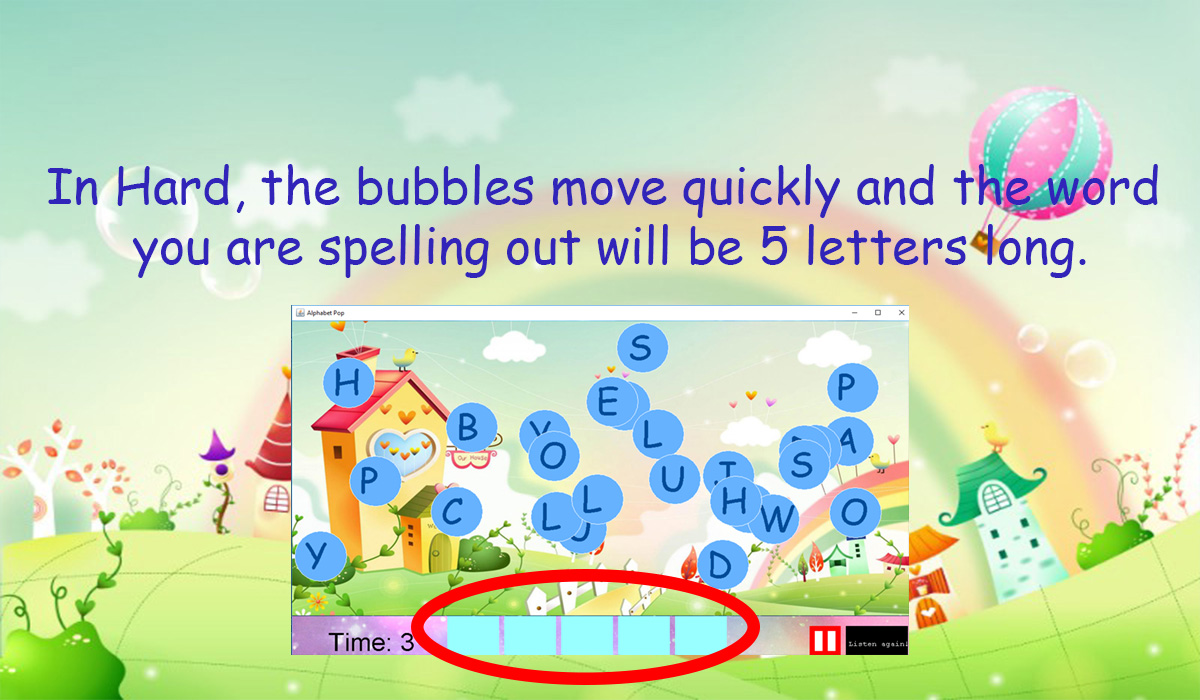 In Hard, the bubbles move quickly and the word
you are spelling out will be 5 letters long.
Alphabet Pop
S
H
E
P
B
Y
O
L
A
S
P
U
T
H
C
L
L
J
W
O
Y
D
Time: 3
Listen again!